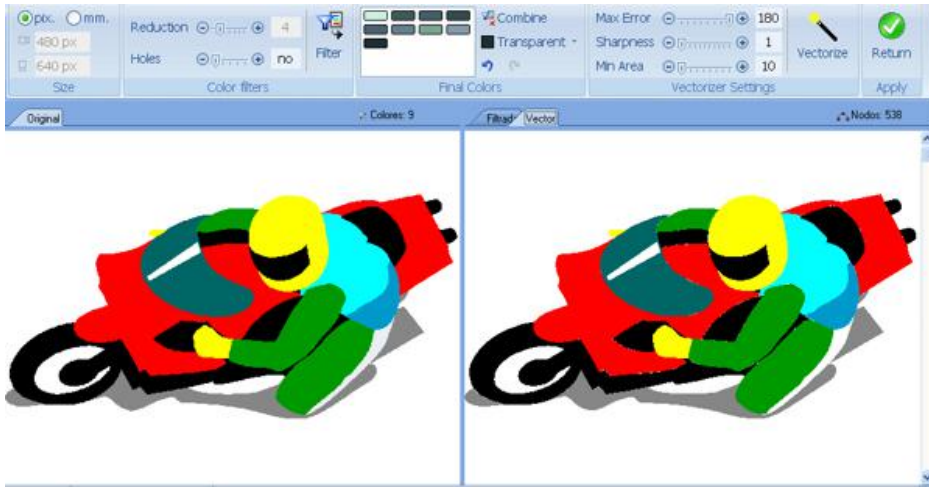 pix. mm.
480 px
640 px
Size
Reduction 4
Holes no
Filter
Color filters
Combine
Transparent
Final Colors
Max Error 180
Sharpness 1
Min Area 10
Vectorize
Vectorizer Settings
Return
Apply
Original
Colores: 9
Filtrad Vector
Nodos: 538